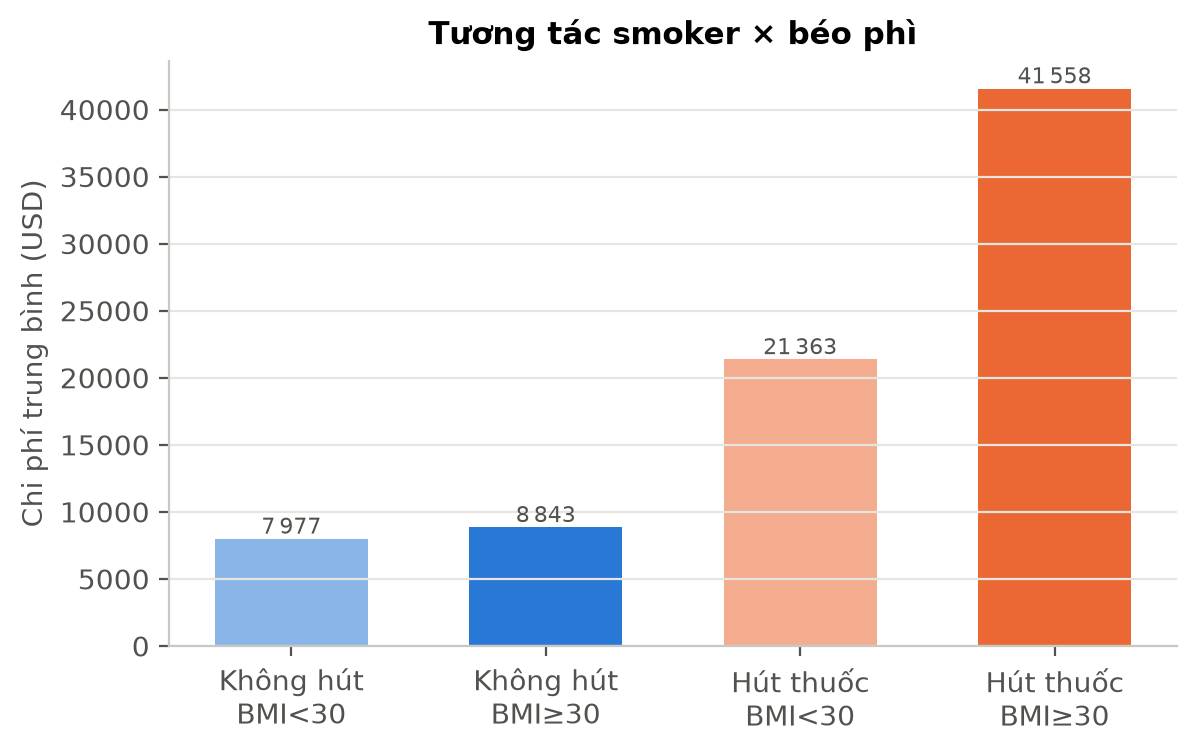 Tương tác smoker × béo phì
Chi phí trung bình (USD)
40000
35000
30000
25000
20000
15000
10000
5000
0
7 977
8 843
21 363
41 558
Không hút
BMI<30
Không hút
BMI≥30
Hút thuốc
BMI<30
Hút thuốc
BMI≥30